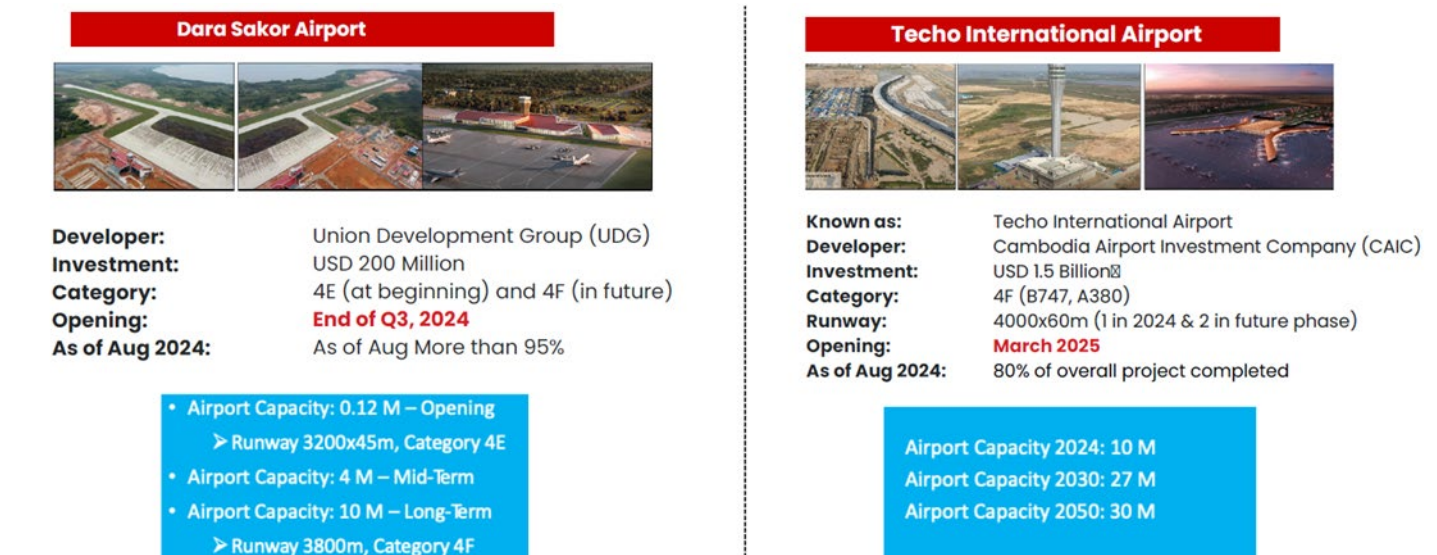 Dara Sakor Airport
Developer: Union Development Group (UDG)
Investment: USD 200 Million
Category: 4E (at beginning) and 4F (in future)
Opening: End of Q3, 2024
As of Aug 2024: As of Aug More than 95%
• Airport Capacity: 0.12 M – Opening
➢ Runway 3200x45m, Category 4E
• Airport Capacity: 4 M – Mid-Term
• Airport Capacity: 10 M – Long-Term
➢ Runway 3800m, Category 4F
Techo International Airport
Known as: Techo International Airport
Developer: Cambodia Airport Investment Company (CAIC)
Investment: USD 1.5 Billion
Category: 4F (B747, A380)
Runway: 4000x60m (1 in 2024 & 2 in future phase)
Opening: March 2025
As of Aug 2024: 80% of overall project completed
Airport Capacity 2024: 10 M
Airport Capacity 2030: 27 M
Airport Capacity 2050: 30 M